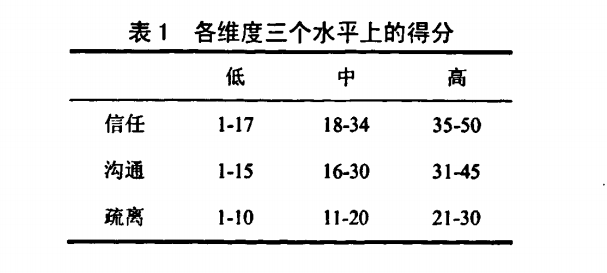 表1 各维度三个水平上的得分
低 中 高
信任 1-17 18-34 35-50
沟通 1-15 16-30 31-45
疏离 1-10 11-20 21-30